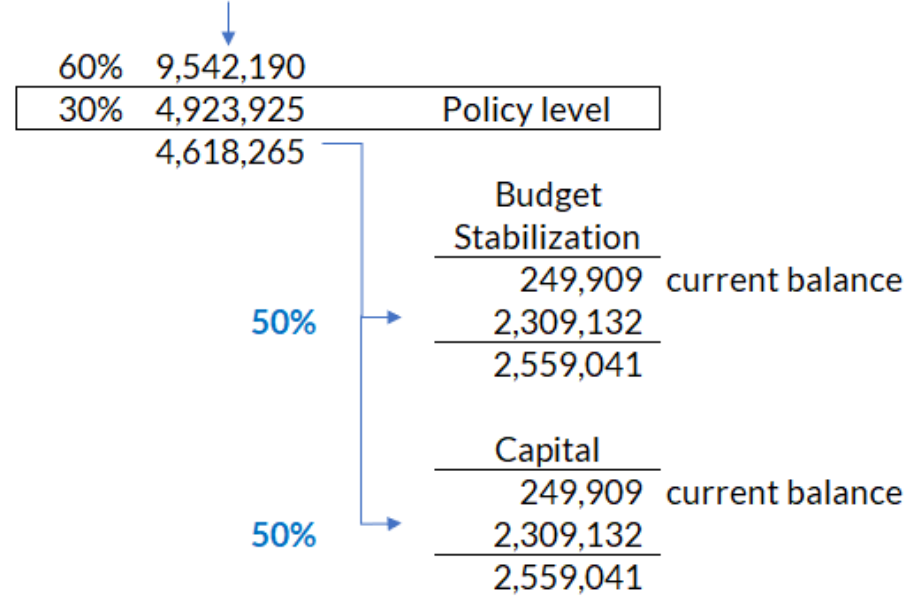 60% 9,542,190
30% 4,923,925 Policy level
4,618,265
Budget
Stabilization
249,909 current balance
50% 2,309,132
2,559,041
Capital
249,909 current balance
50% 2,309,132
2,559,041